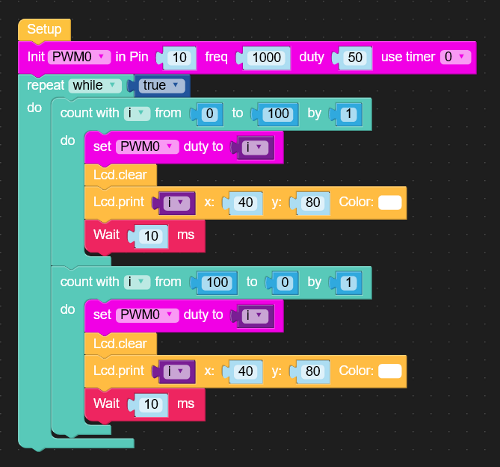 Setup
Init PWM0 in Pin 10 freq 1000 duty 50 use timer 0
repeat while true
do
count with i from 0 to 100 by 1
do
set PWM0 duty to i
Lcd.clear
Lcd.print i x: 40 y: 80 Color:
Wait 10 ms
count with i from 100 to 0 by 1
do
set PWM0 duty to i
Lcd.clear
Lcd.print i x: 40 y: 80 Color:
Wait 10 ms